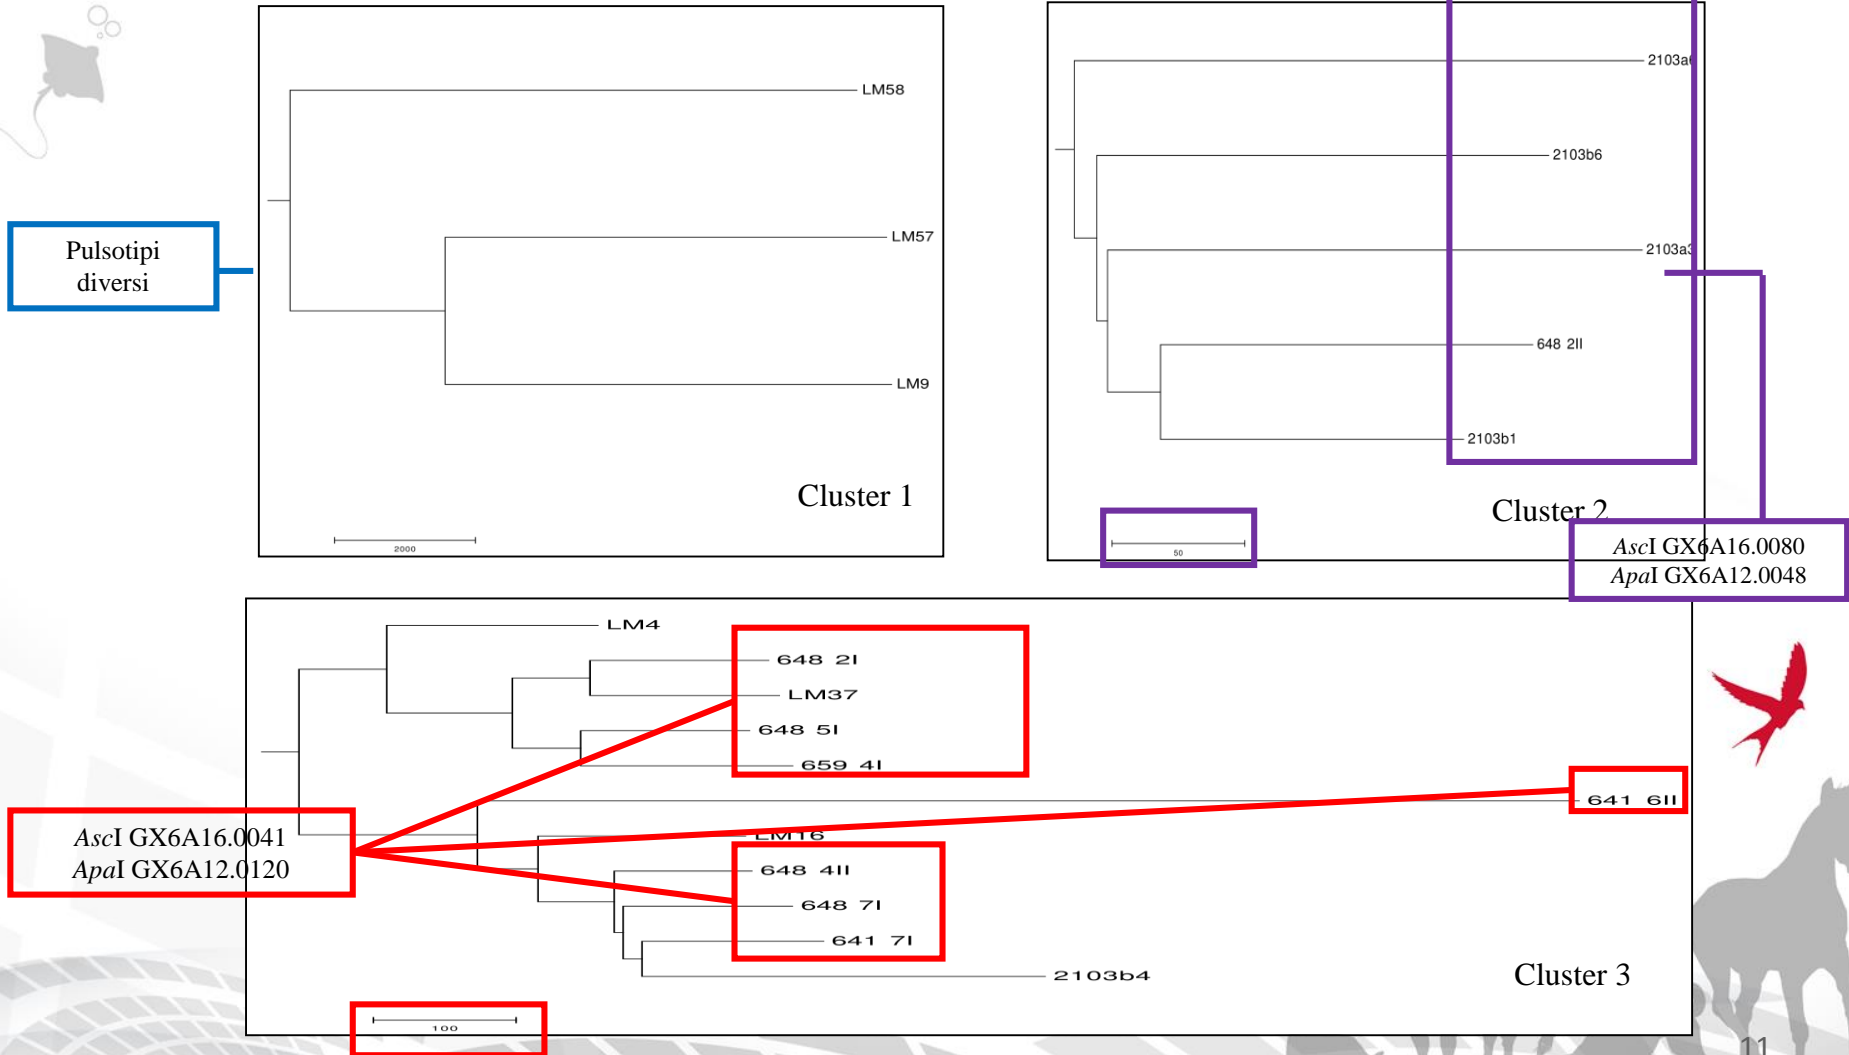 LM58
LM57
LM9
Cluster 1
2000
Pulsotipi
diversi
2103a
2103b6
2103a3
648 2II
2103b1
Cluster 2
50
AscI GX6A16.0080
ApaI GX6A12.0048
LM4
648 2I
LM37
648 5I
659 4I
641 6II
LM16
648 4II
648 7I
641 7I
2103b4
Cluster 3
100
AscI GX6A16.0041
ApaI GX6A12.0120
11